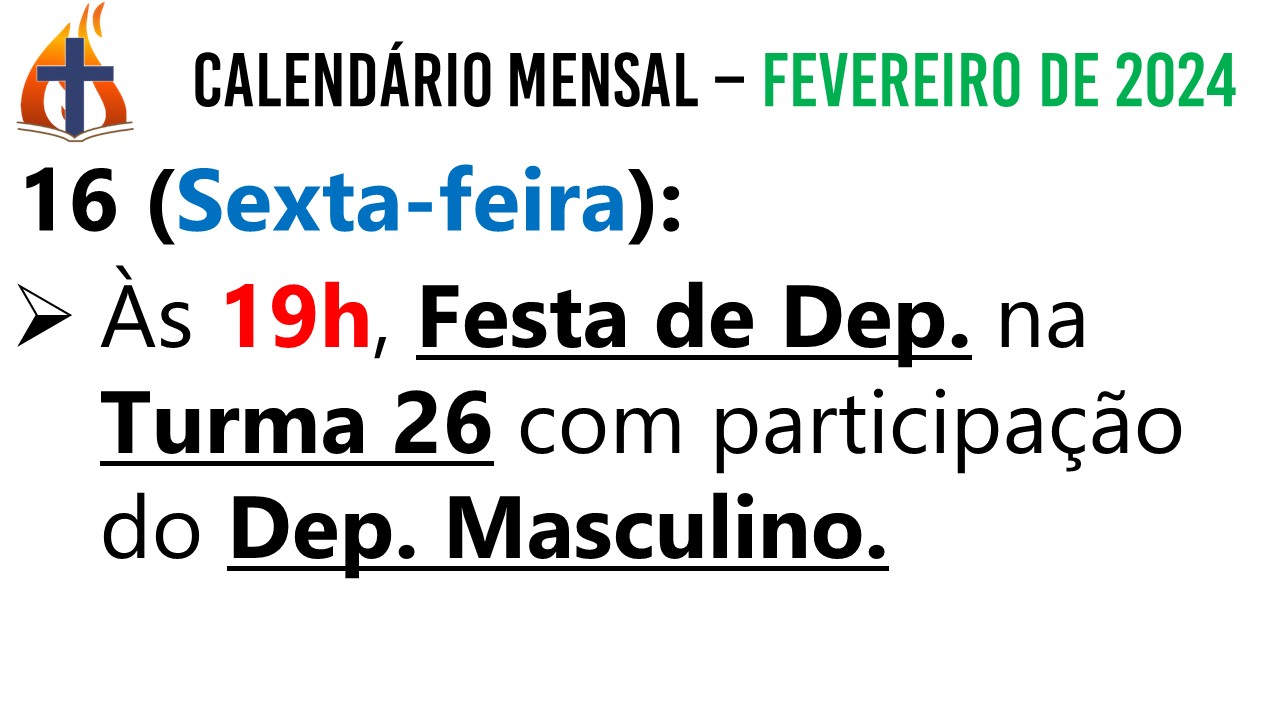 CALENDÁRIO MENSAL – FEVEREIRO DE 2024
16 (Sexta-feira):
➢ Às 19h, Festa de Dep. na
Turma 26 com participação
do Dep. Masculino.